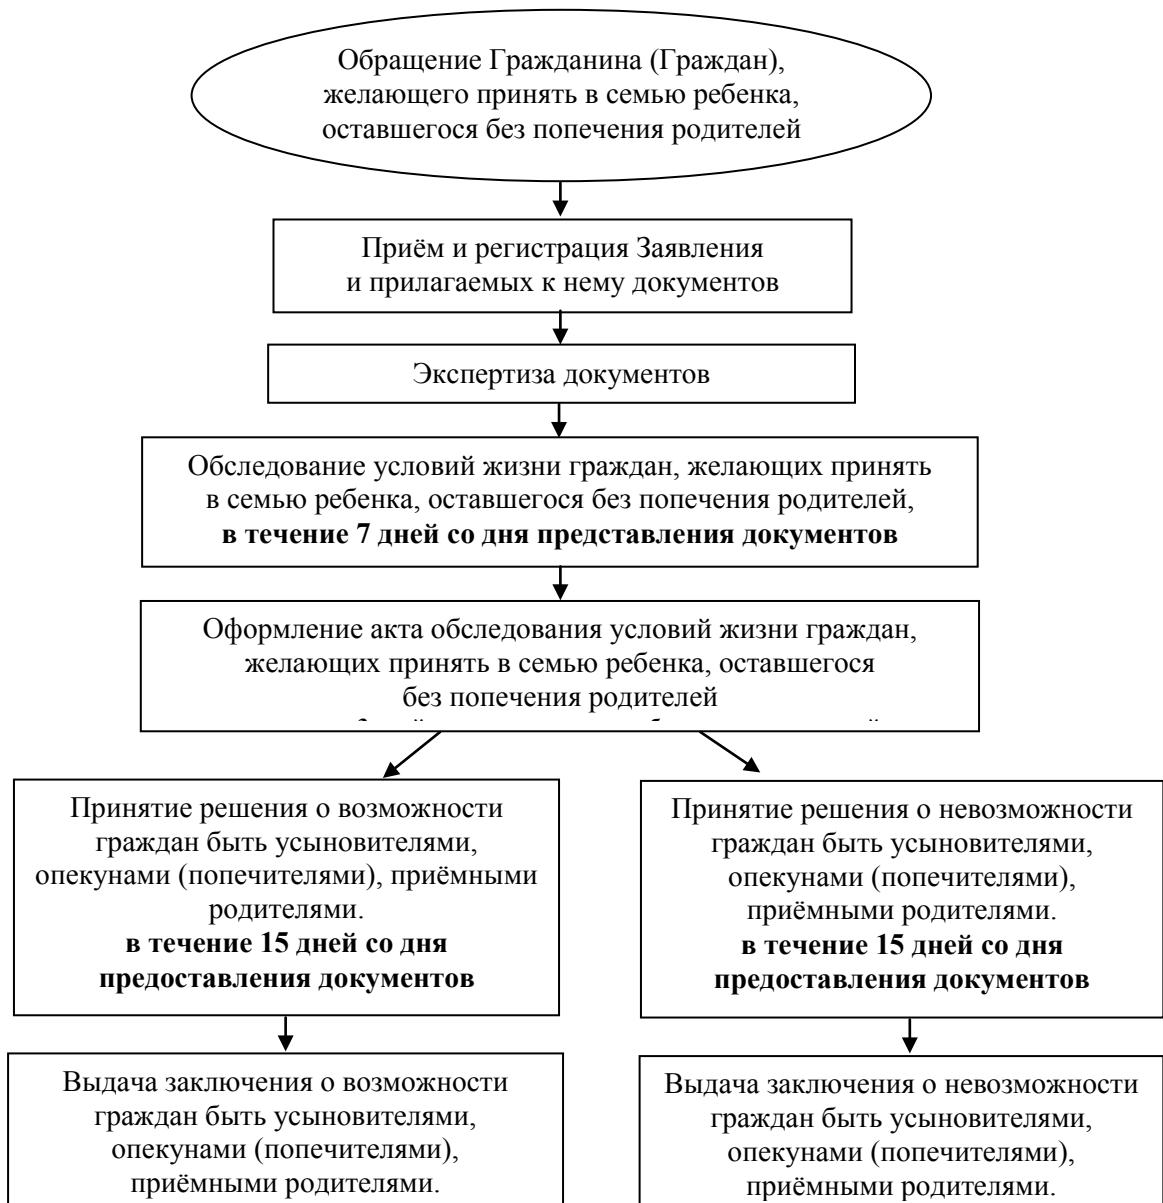 Обращение Гражданина (Граждан),
желающего принять в семью ребенка,
оставшегося без попечения родителей
Приём и регистрация Заявления
и прилагаемых к нему документов
Экспертиза документов
Обследование условий жизни граждан, желающих принять
в семью ребенка, оставшегося без попечения родителей,
в течение 7 дней со дня представления документов
Оформление акта обследования условий жизни граждан,
желающих принять в семью ребенка, оставшегося
без попечения родителей
Принятие решения о возможности
граждан быть усыновителями,
опекунами (попечителями), приёмными
родителями.
в течение 15 дней со дня
предоставления документов
Принятие решения о невозможности
граждан быть усыновителями,
опекунами (попечителями),
приёмными родителями.
в течение 15 дней со дня
предоставления документов
Выдача заключения о возможности
граждан быть усыновителями,
опекунами (попечителями),
приёмными родителями.
Выдача заключения о невозможности
граждан быть усыновителями,
опекунами (попечителями),
приёмными родителями.